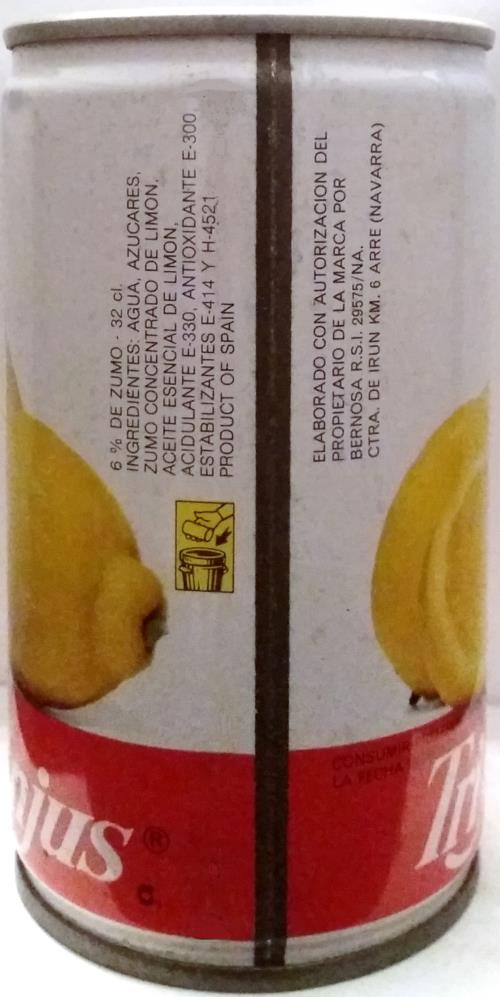 6 % DE ZUMO - 32 cl.
INGREDIENTES: AGUA, AZUCARES,
ZUMO CONCENTRADO DE LIMON,
ACEITE ESENCIAL DE LIMON,
ACIDULANTE E-330, ANTIOXIDANTE E-300
ESTABILIZANTES E-414 Y H-4521
PRODUCT OF SPAIN
ELABORADO CON AUTORIZACION DEL
PROPIETARIO DE LA MARCA POR
BERNOSA R.S.I. 29575/NA.
CTRA. DE IRUN KM. 6 ARRE (NAVARRA)
jus ®
CONSUMIR
LA FECHA
Tri